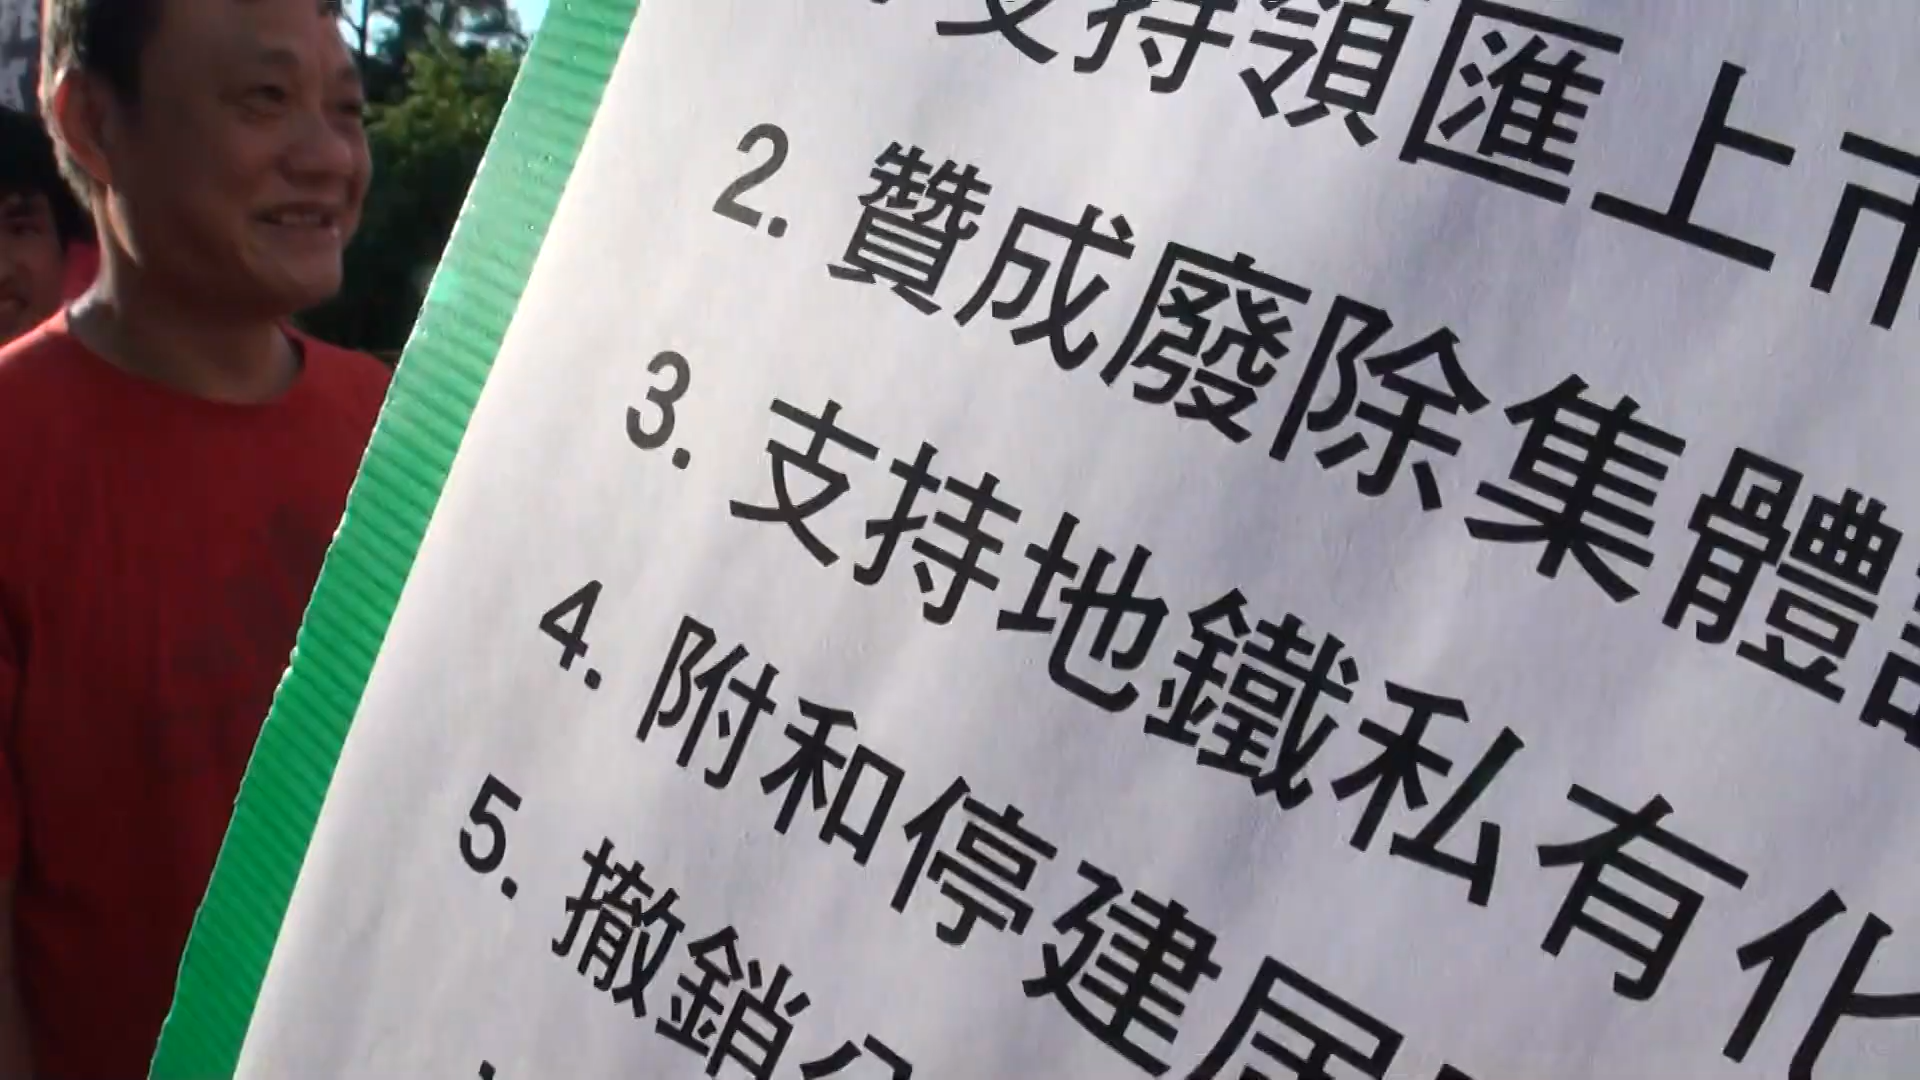 支持領匯上市
2. 贊成廢除集體
3. 支持地鐵私有化
4. 附和停建居
5. 撤銷公